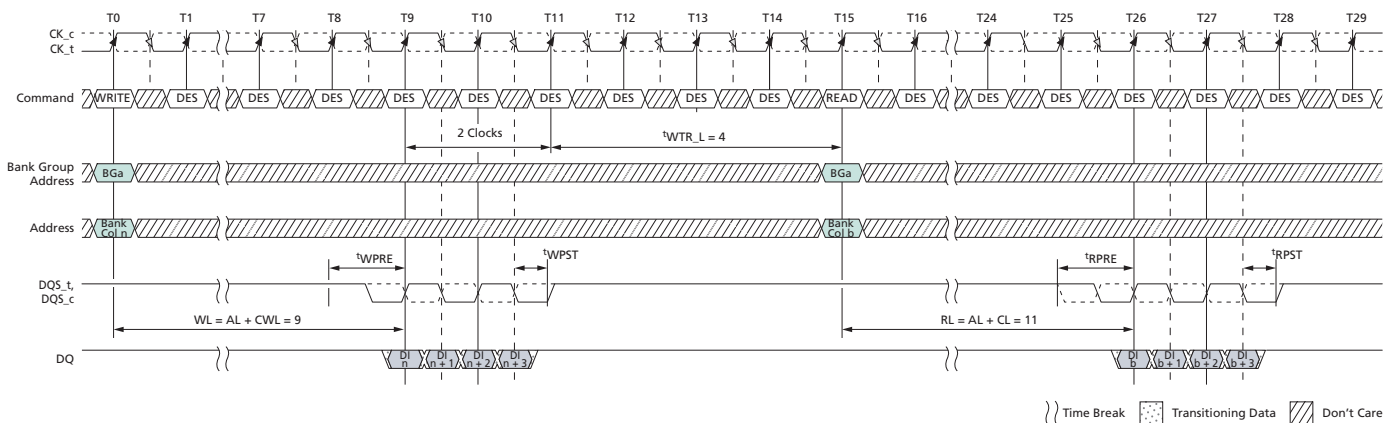 T0 T1 T7 T8 T9 T10 T11 T12 T13 T14 T15 T16 T24 T25 T26 T27 T28 T29
CK_c
CK_t
Command WRITE DES DES DES DES DES DES DES DES DES READ DES DES DES DES DES DES DES
2 Clocks tWTR_L = 4
Bank Group
Address BGa BGa
Address Bank
Col n Bank
Col b
tWPRE tWPST tRPRE tRPST
DQS_t,
DQS_c
WL = AL + CWL = 9 RL = AL + CL = 11
DQ DI
n DI
n + 1 DI
n + 2 DI
n + 3 DI
b DI
b + 1 DI
b + 2 DI
b + 3
Time Break Transitioning Data Don't Care